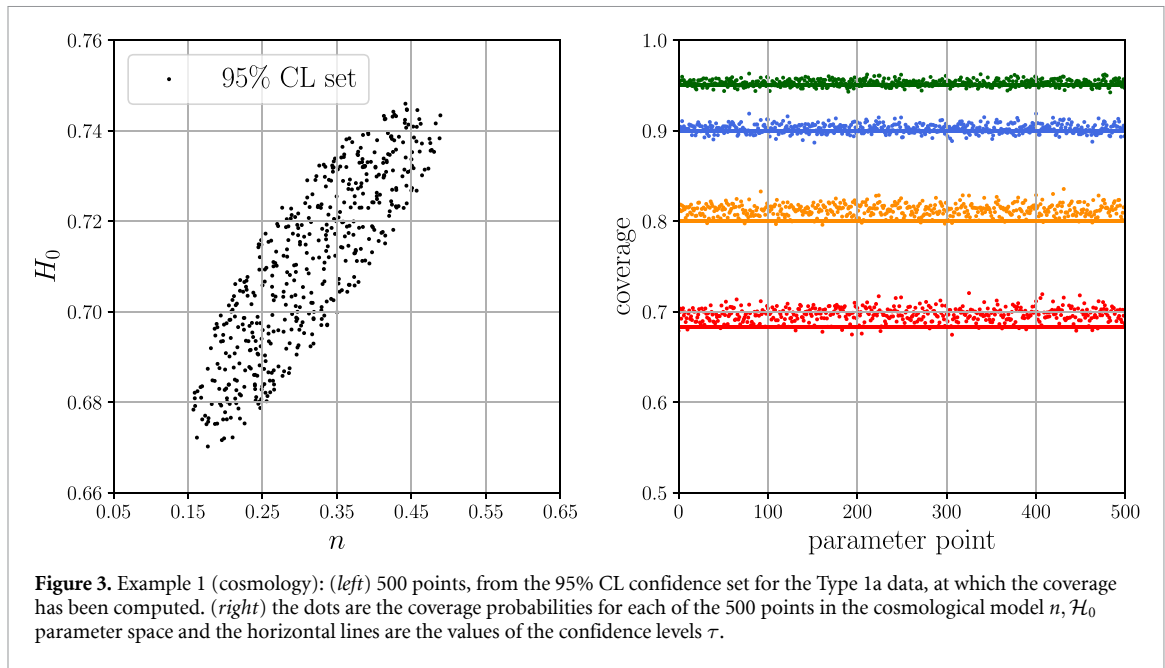 0.76
0.74
0.72
0.70
0.68
0.66
H₀
95% CL set
0.05 0.15 0.25 0.35 0.45 0.55 0.65
n
1.0
0.9
0.8
0.7
0.6
0.5
coverage
0 100 200 300 400 500
parameter point
Figure 3. Example 1 (cosmology): (left) 500 points, from the 95% CL confidence set for the Type 1a data, at which the coverage
has been computed. (right) the dots are the coverage probabilities for each of the 500 points in the cosmological model n, ℋ₀
parameter space and the horizontal lines are the values of the confidence levels τ.